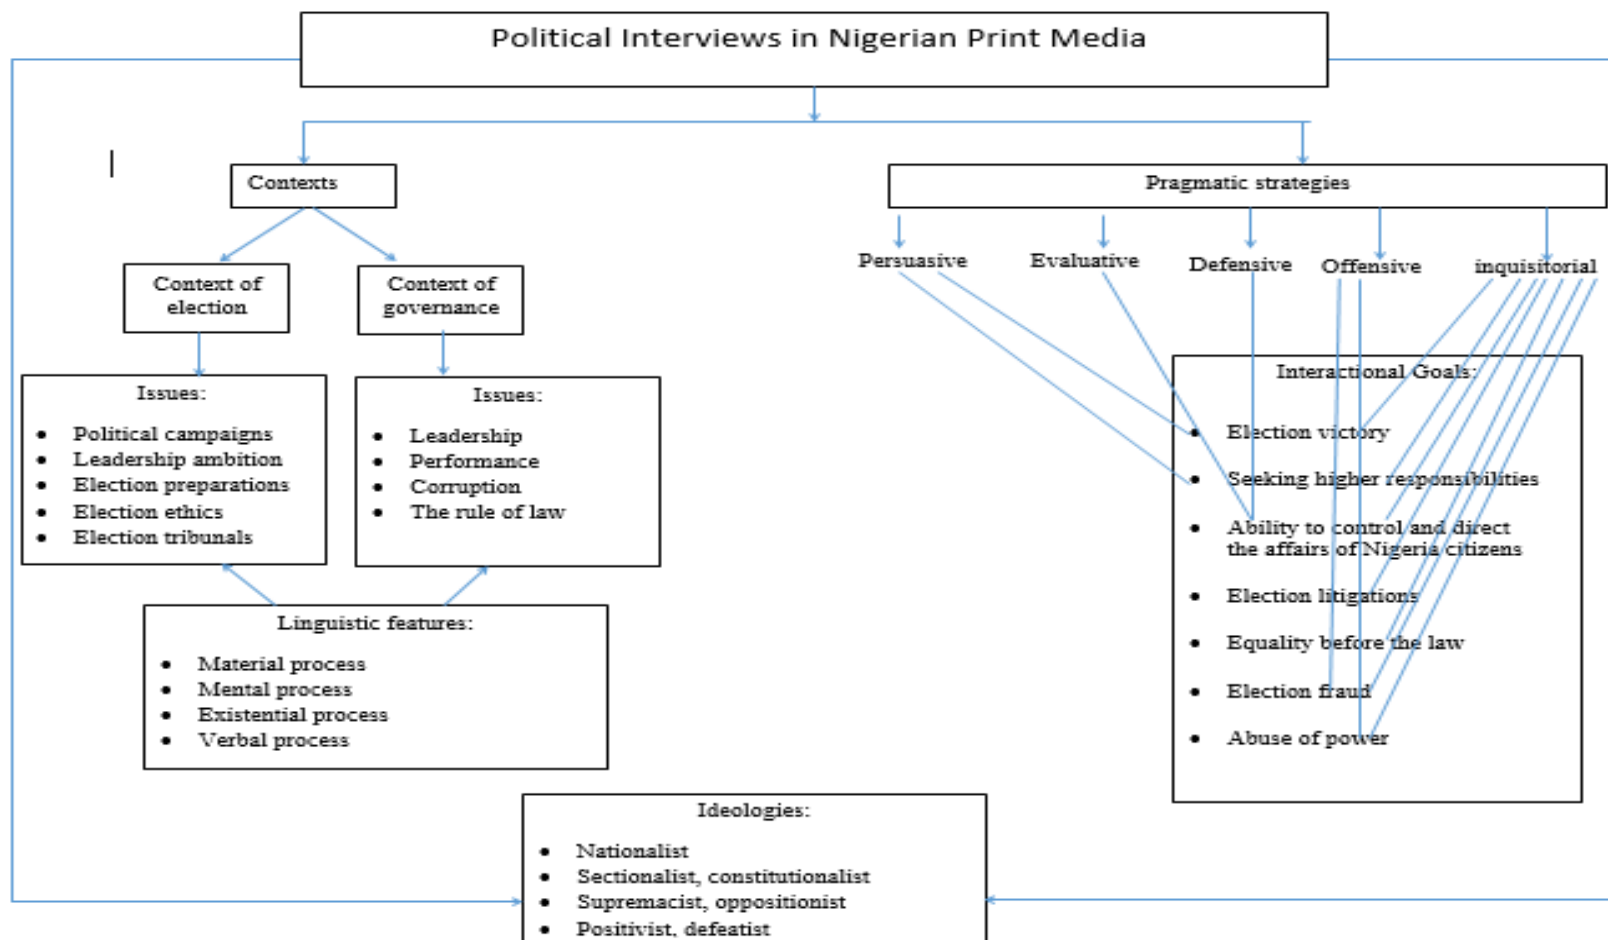 Political Interviews in Nigerian Print Media
Contexts
Pragmatic strategies
Persuasive
Evaluative
Defensive
Offensive
inquisitorial
Context of
election
Context of
governance
Issues:
• Political campaigns
• Leadership ambition
• Election preparations
• Election ethics
• Election tribunals
Issues:
• Leadership
• Performance
• Corruption
• The rule of law
Interactional Goals:
• Election victory
• Seeking higher responsibilities
• Ability to control and direct
the affairs of Nigeria citizens
• Election litigations
• Equality before the law
• Election fraud
• Abuse of power
Linguistic features:
• Material process
• Mental process
• Existential process
• Verbal process
Ideologies:
• Nationalist
• Sectionalist, constitutionalist
• Supremacist, oppositionist
• Positivist, defeatist